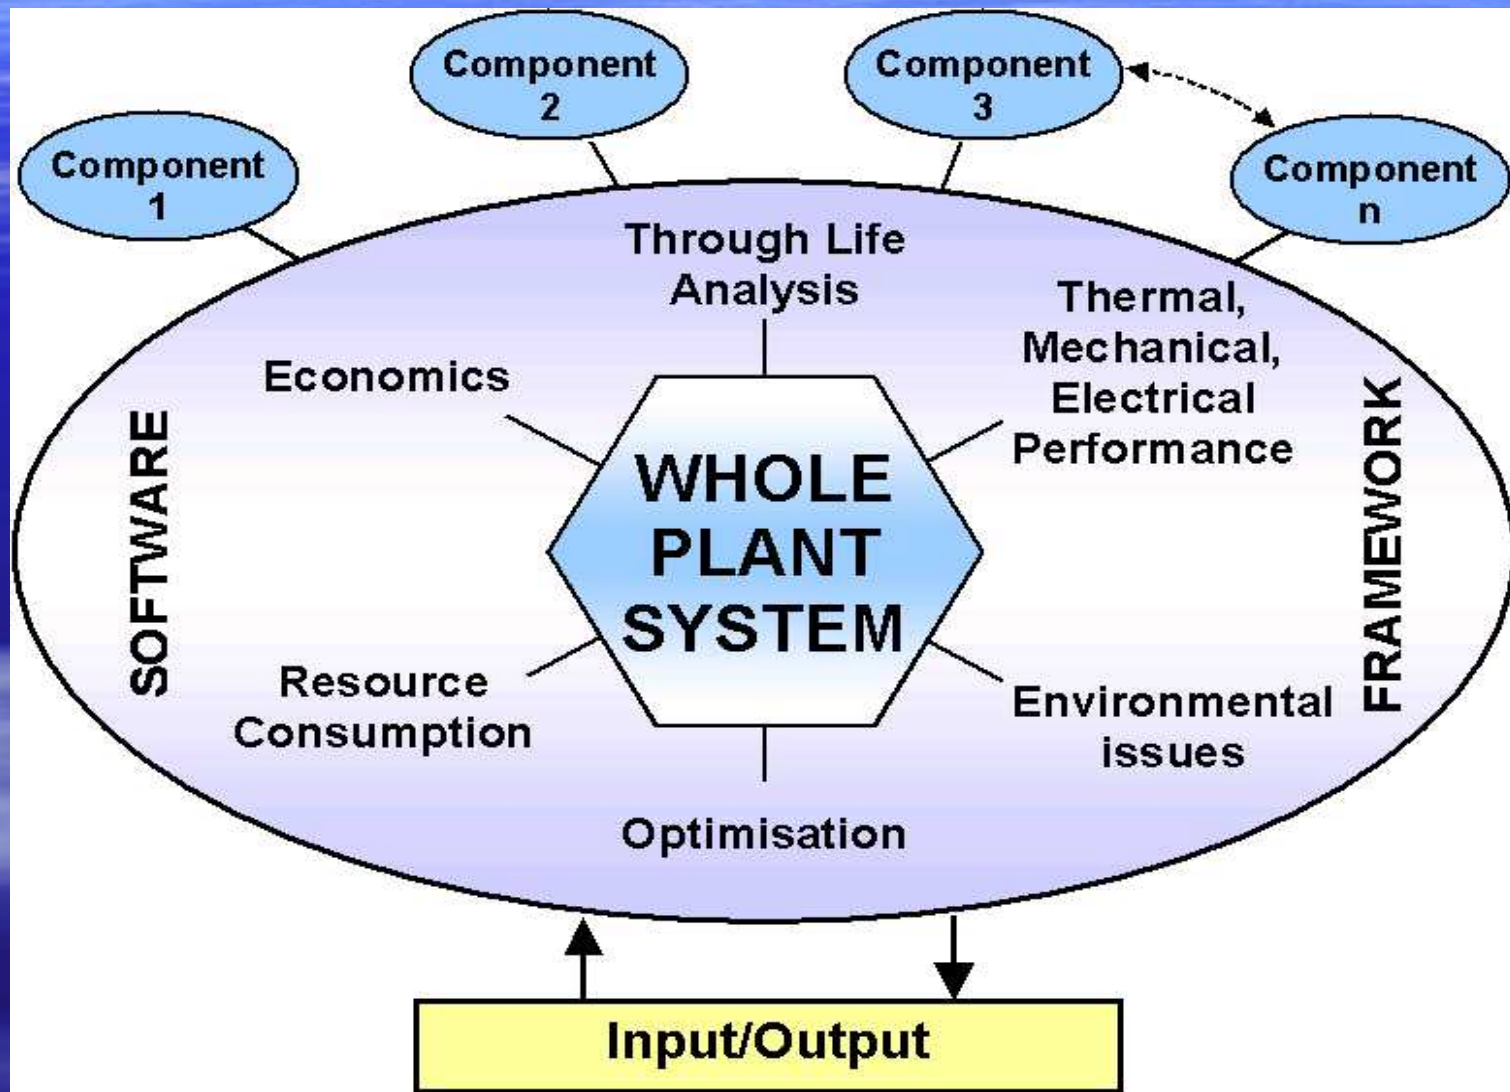 Component
1
Component
2
Component
3
Component
n
Through Life
Analysis
Thermal,
Mechanical,
Electrical
Performance
Economics
SOFTWARE
WHOLE
PLANT
SYSTEM
FRAMEWORK
Resource
Consumption
Environmental
issues
Optimisation
Input/Output